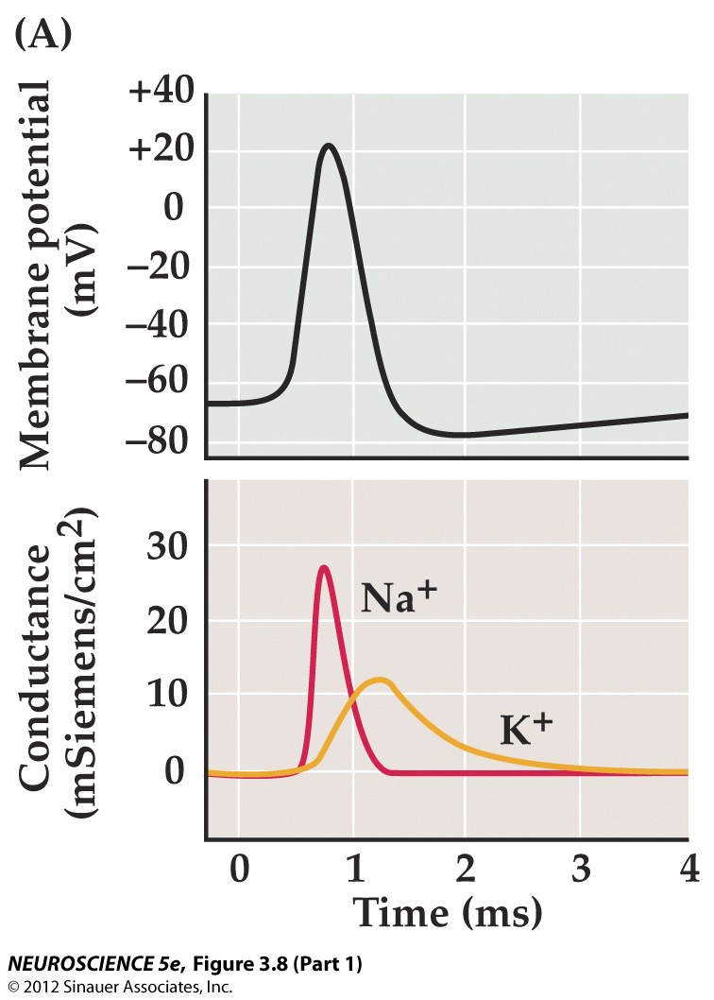 (A)
Membrane potential
(mV)
+40
+20
0
−20
−40
−60
−80
Conductance
(mSiemens/cm²)
30
20
10
0
Na⁺
K⁺
0 1 2 3 4
Time (ms)
NEUROSCIENCE 5e, Figure 3.8 (Part 1)
© 2012 Sinauer Associates, Inc.